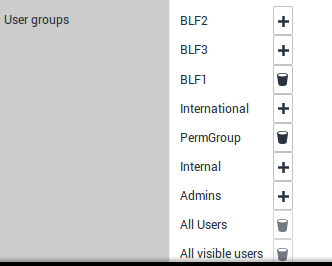 User groups
BLF2
BLF3
BLF1
International
PermGroup
Internal
Admins
All Users
All visible users